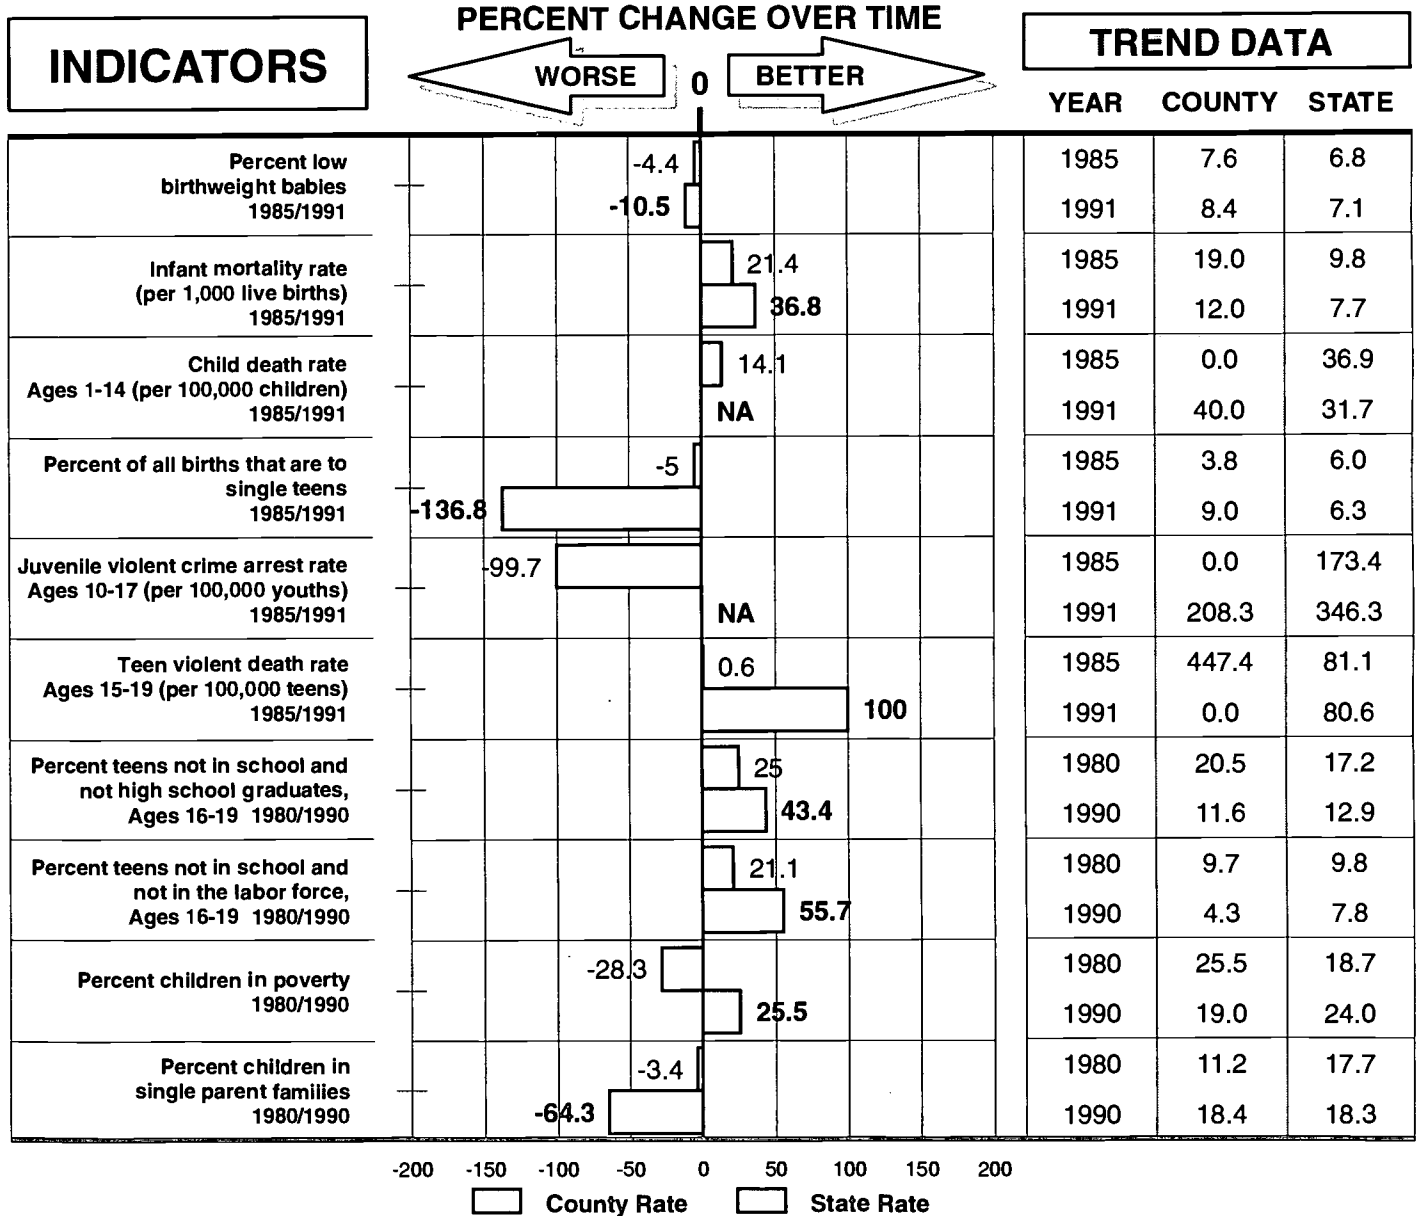 PERCENT CHANGE OVER TIME
INDICATORS
WORSE
0
BETTER
TREND DATA
YEAR COUNTY STATE
Percent low
birthweight babies
1985/1991
-4.4
-10.5
1985 7.6 6.8
1991 8.4 7.1
Infant mortality rate
(per 1,000 live births)
1985/1991
21.4
36.8
1985 19.0 9.8
1991 12.0 7.7
Child death rate
Ages 1-14 (per 100,000 children)
1985/1991
14.1
NA
1985 0.0 36.9
1991 40.0 31.7
Percent of all births that are to
single teens
1985/1991
-5
-136.8
1985 3.8 6.0
1991 9.0 6.3
Juvenile violent crime arrest rate
Ages 10-17 (per 100,000 youths)
1985/1991
-99.7
NA
1985 0.0 173.4
1991 208.3 346.3
Teen violent death rate
Ages 15-19 (per 100,000 teens)
1985/1991
0.6
100
1985 447.4 81.1
1991 0.0 80.6
Percent teens not in school and
not high school graduates,
Ages 16-19 1980/1990
25
43.4
1980 20.5 17.2
1990 11.6 12.9
Percent teens not in school and
not in the labor force,
Ages 16-19 1980/1990
21.1
55.7
1980 9.7 9.8
1990 4.3 7.8
Percent children in poverty
1980/1990
-28.3
25.5
1980 25.5 18.7
1990 19.0 24.0
Percent children in
single parent families
1980/1990
-3.4
-64.3
1980 11.2 17.7
1990 18.4 18.3
-200 -150 -100 -50 0 50 100 150 200
County Rate State Rate